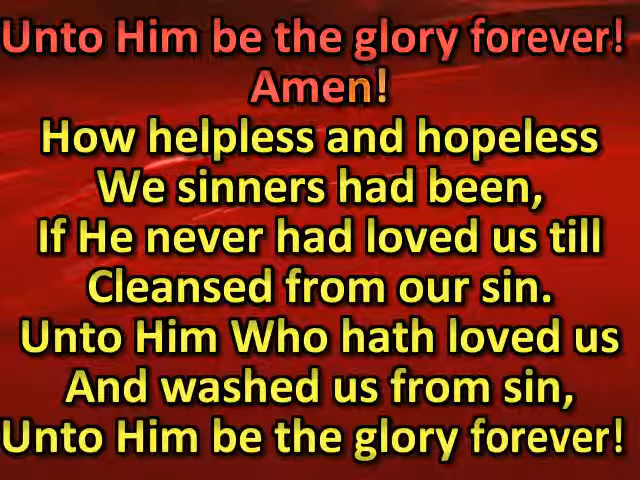 Unto Him be the glory forever!
Amen!
How helpless and hopeless
We sinners had been,
If He never had loved us till
Cleansed from our sin.
Unto Him Who hath loved us
And washed us from sin,
Unto Him be the glory forever!